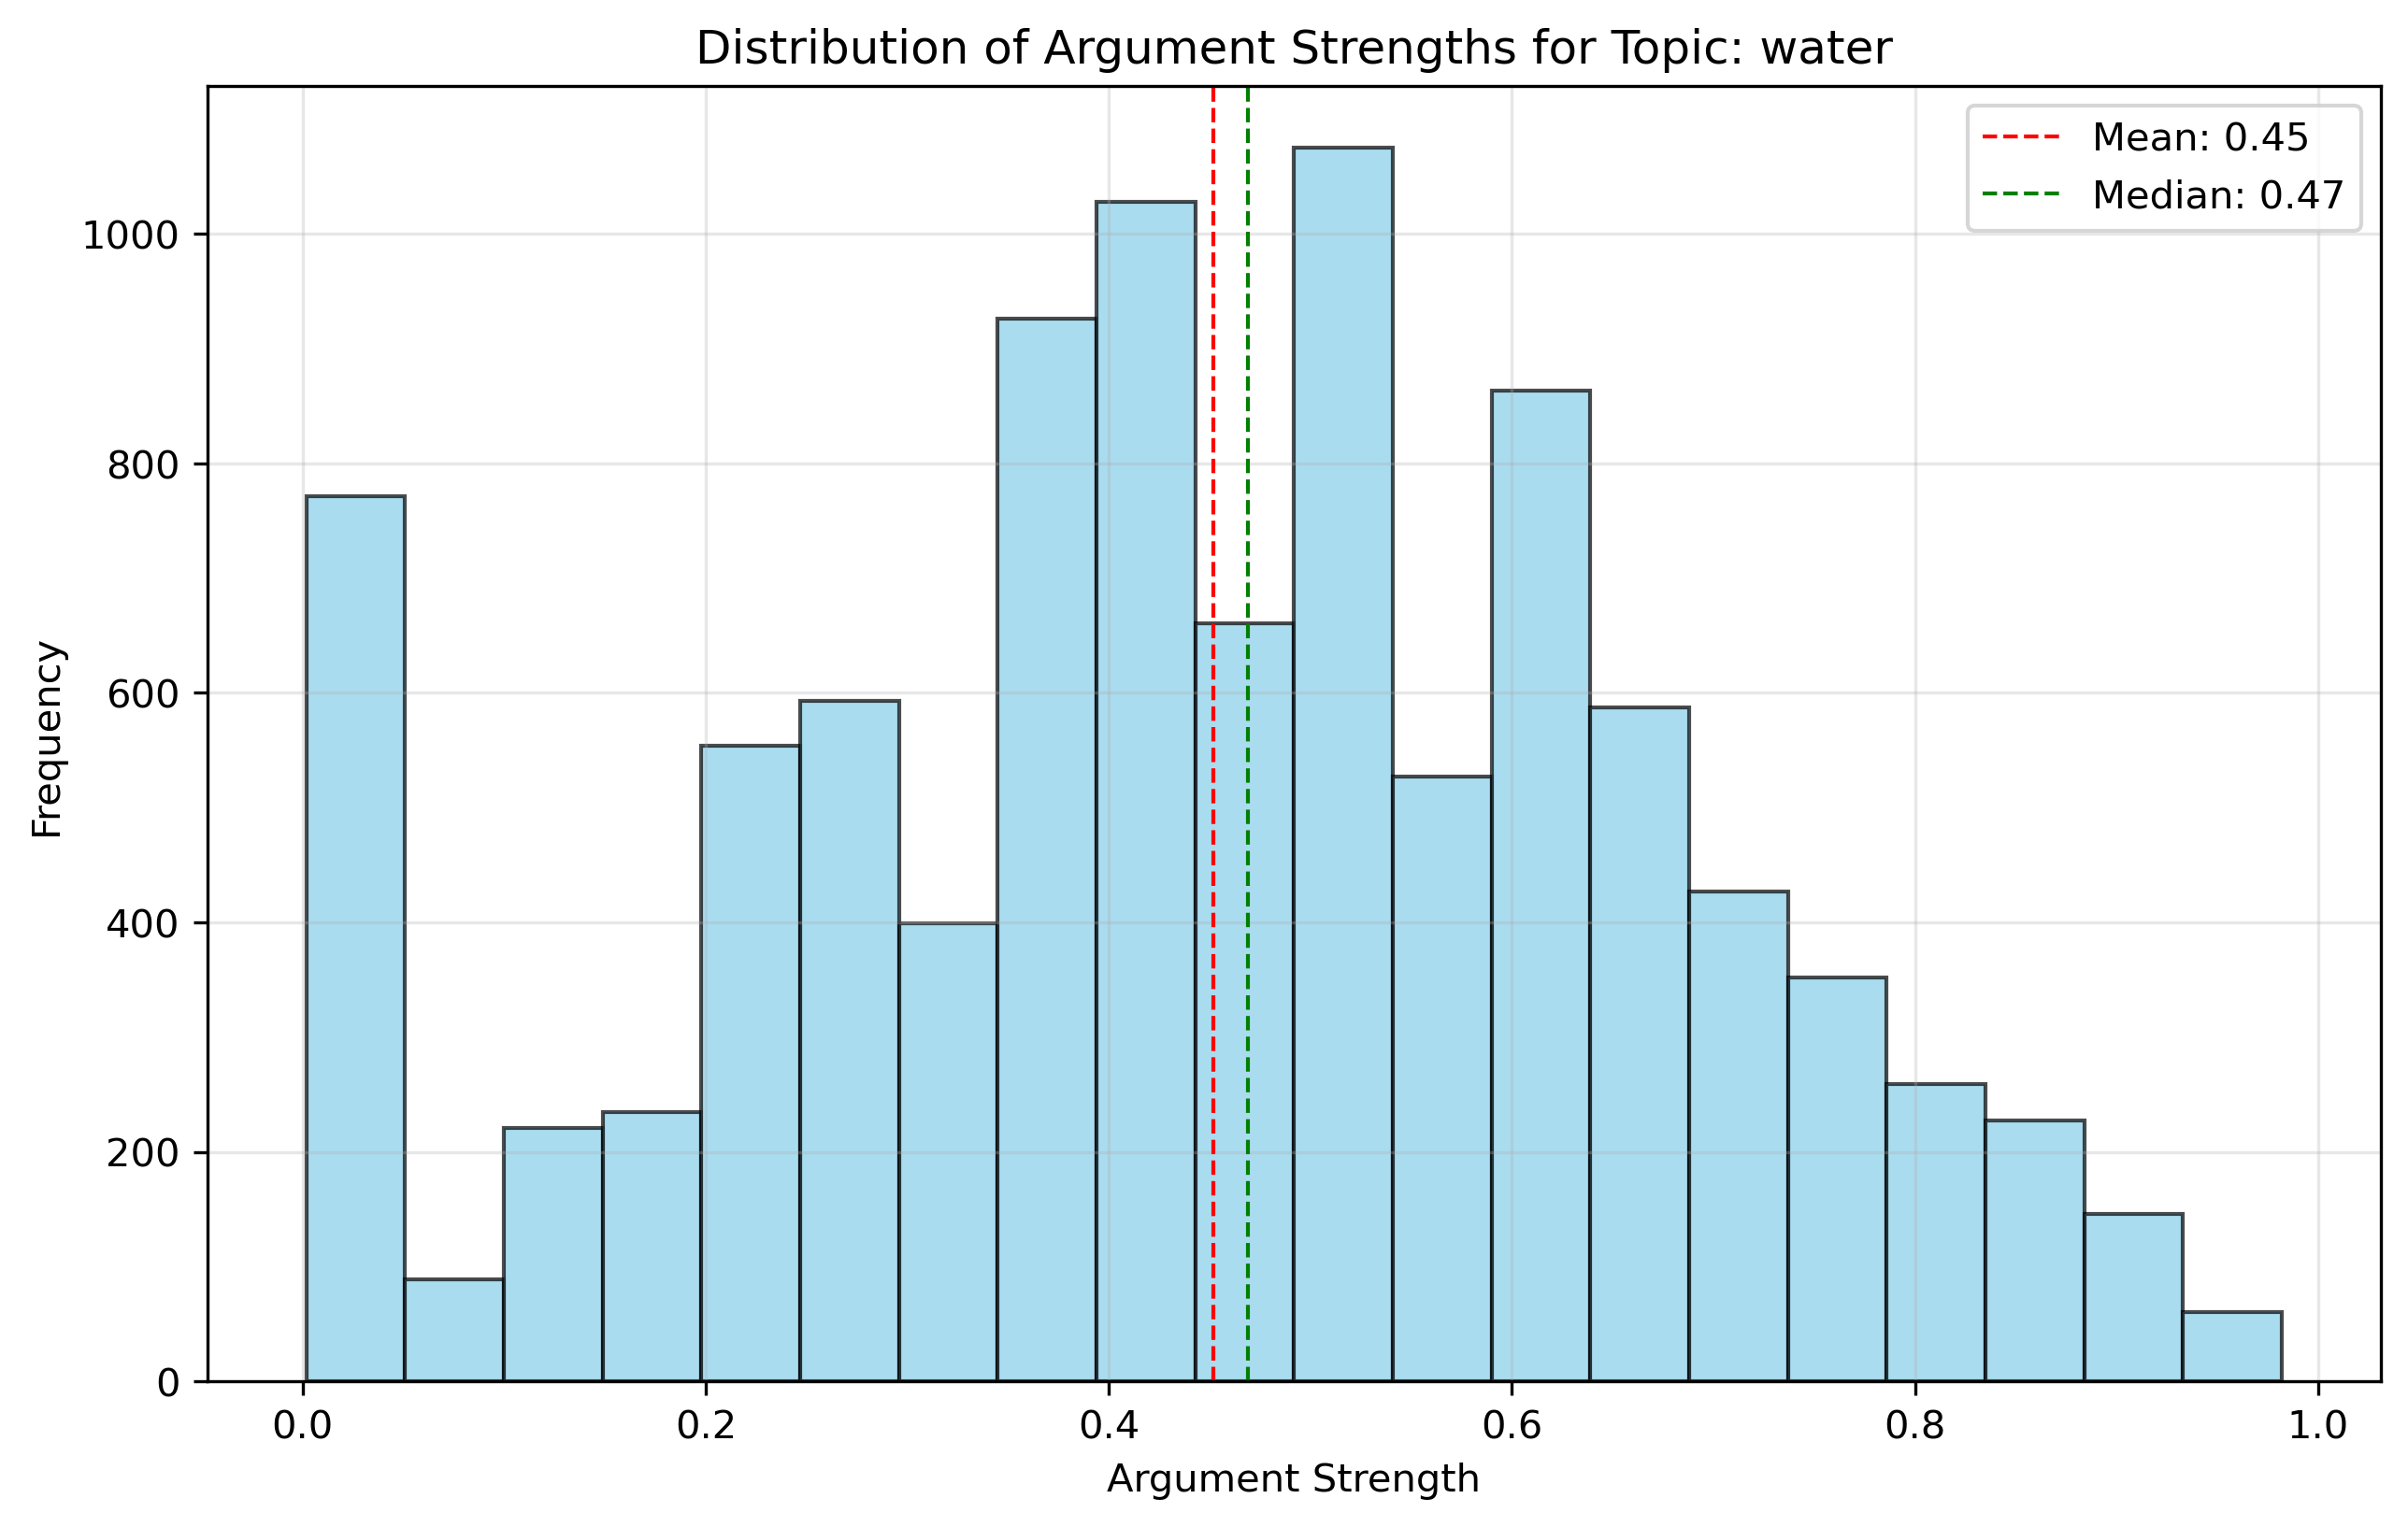 Distribution of Argument Strengths for Topic: water
Mean: 0.45
Median: 0.47
Frequency
1000
800
600
400
200
0
0.0 0.2 0.4 0.6 0.8 1.0
Argument Strength